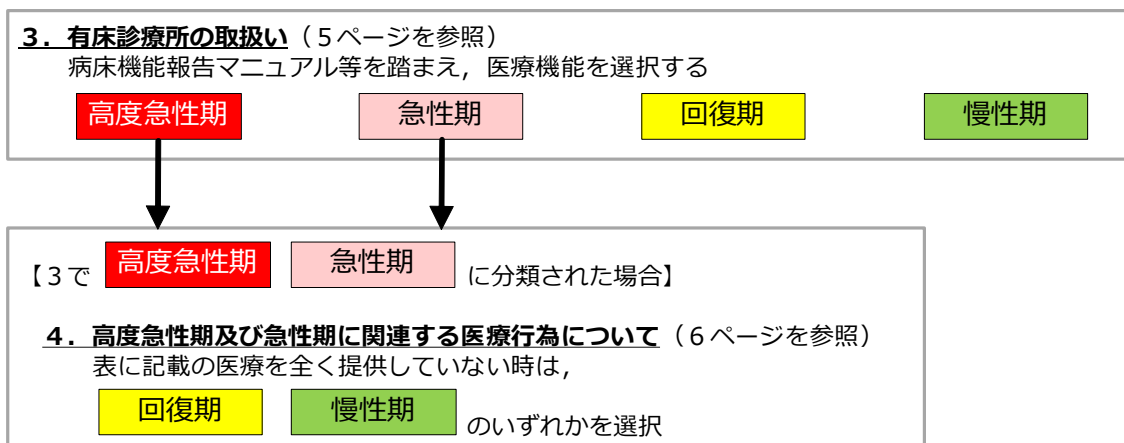 ３．有床診療所の取扱い（５ページを参照）
病床機能報告マニュアル等を踏まえ，医療機能を選択する
高度急性期 急性期 回復期 慢性期
【３で 高度急性期 急性期 に分類された場合】
４．高度急性期及び急性期に関連する医療行為について（６ページを参照）
表に記載の医療を全く提供していない時は，
回復期 慢性期 のいずれかを選択